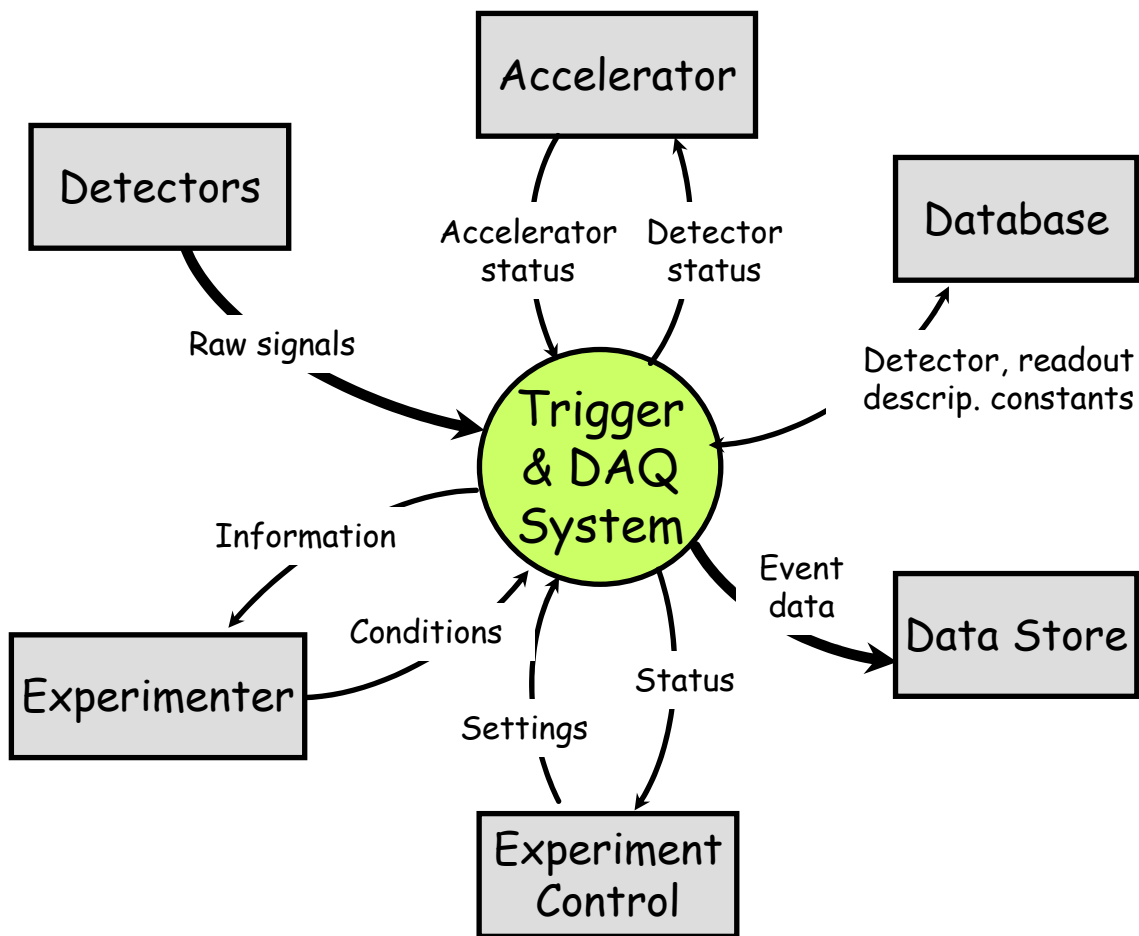 Accelerator
Detectors
Database
Accelerator
status
Detector
status
Raw signals
Detector, readout
descrip. constants
Trigger
& DAQ
System
Information
Event
data
Conditions
Data Store
Experimenter
Status
Settings
Experiment
Control